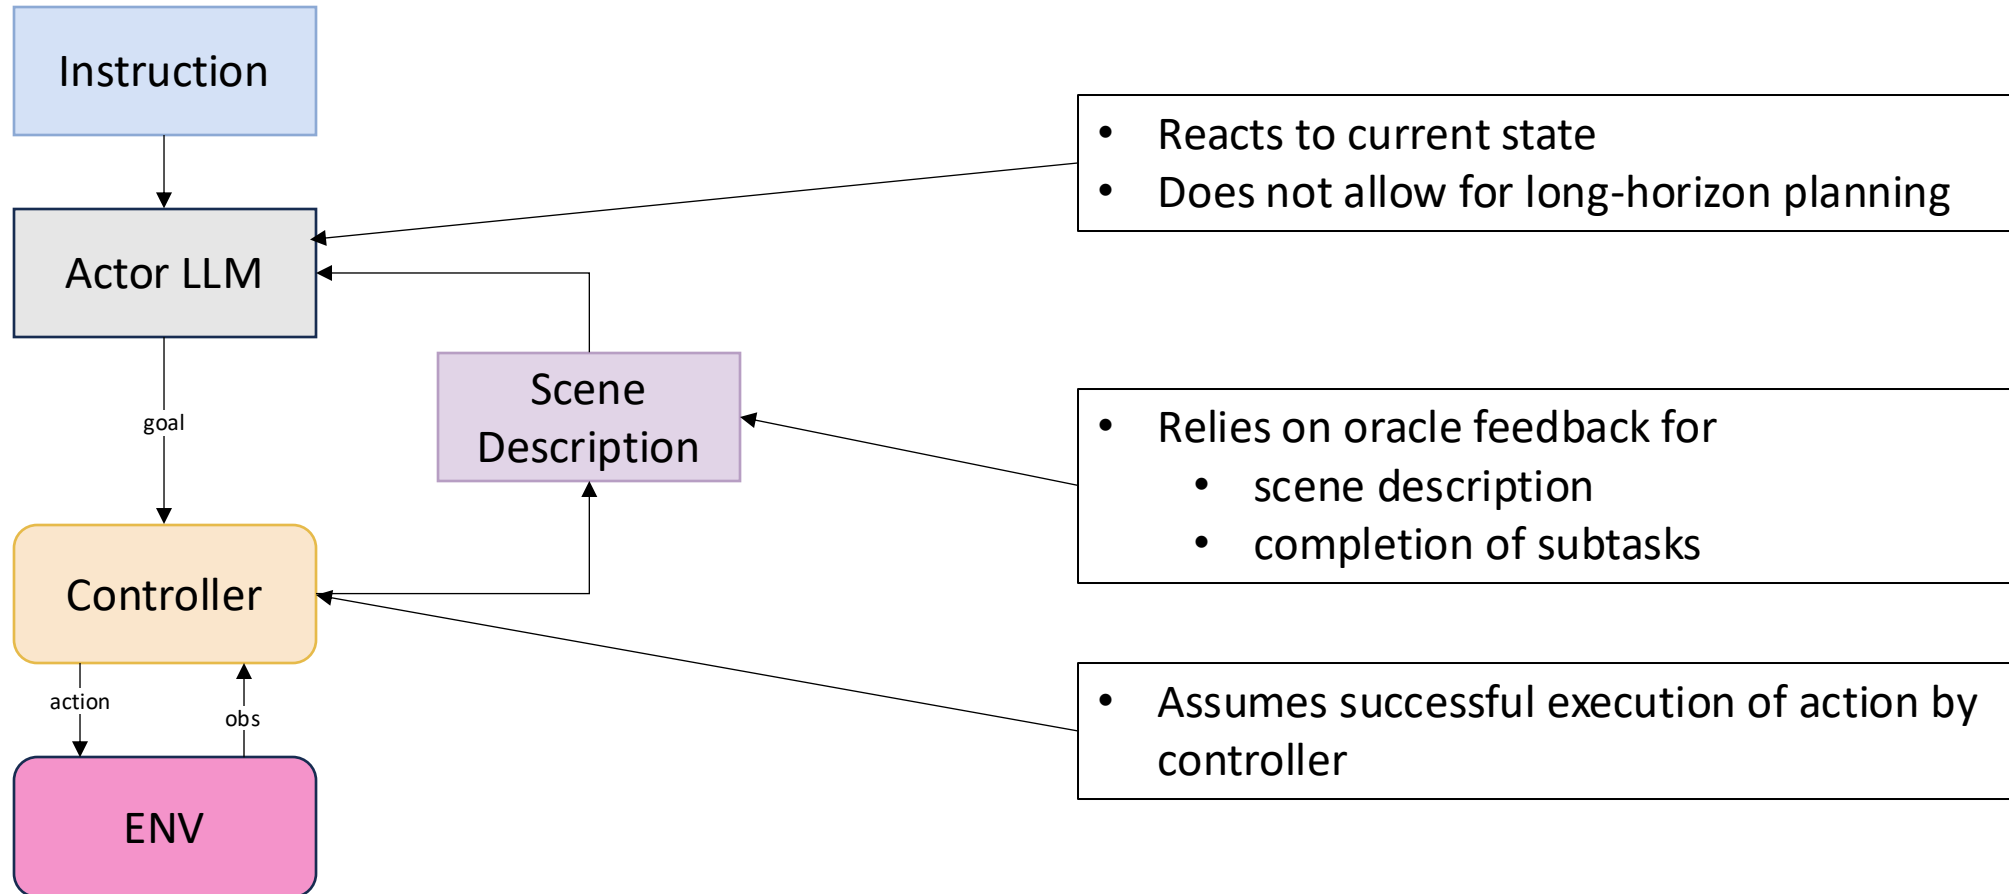 Instruction
Actor LLM
goal
Scene
Description
Controller
action
obs
ENV
• Reacts to current state
• Does not allow for long-horizon planning
• Relies on oracle feedback for
• scene description
• completion of subtasks
• Assumes successful execution of action by
controller